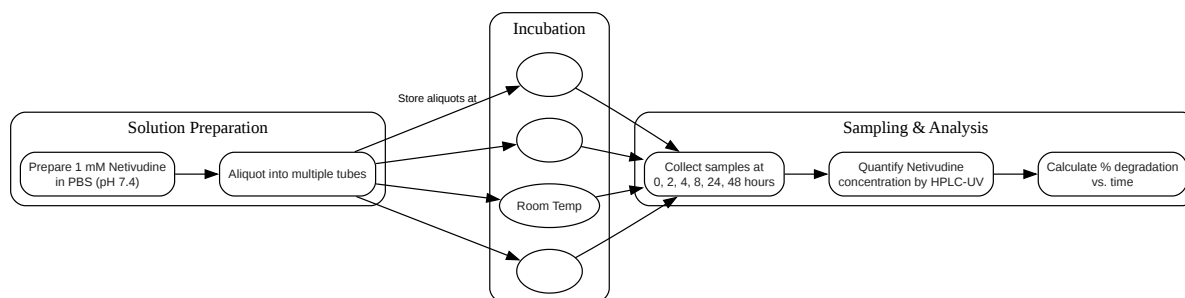 Incubation
Store aliquots at
Solution Preparation
Prepare 1 mM Netivudine
in PBS (pH 7.4)
Aliquot into multiple tubes
Room Temp
Sampling & Analysis
Collect samples at
0, 2, 4, 8, 24, 48 hours
Quantify Netivudine
concentration by HPLC-UV
Calculate % degradation
vs. time